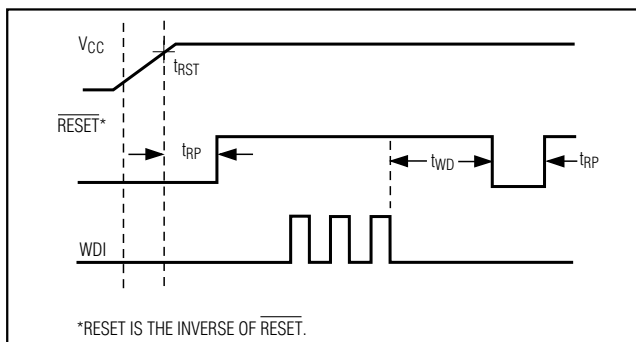 VCC
tRST
RESET*
tRP
tWD
tRP
WDI
*RESET IS THE INVERSE OF RESET.